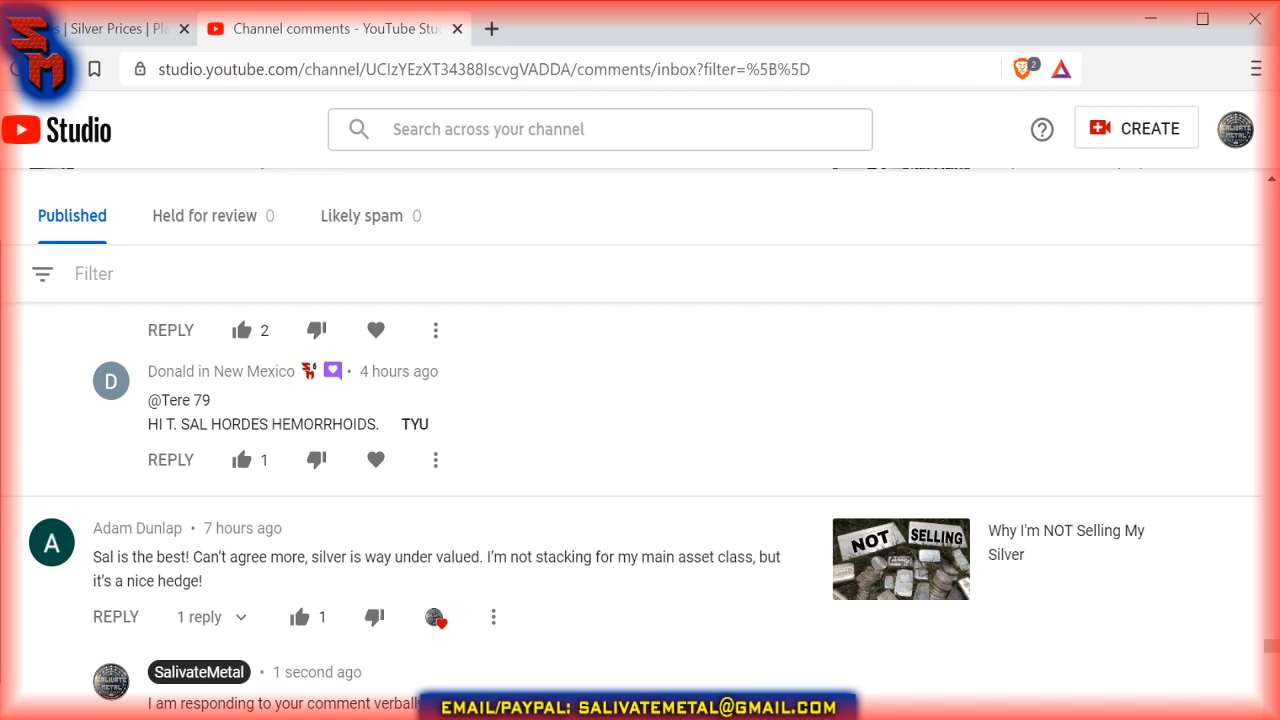 s | Silver Prices | Pla
Channel comments - YouTube Stu
studio.youtube.com/channel/UCIzYEzXT34388IscvgVADDA/comments/inbox?filter=%5B%5D
2
Studio
Search across your channel
CREATE
Published
Held for review 0
Likely spam 0
Filter
REPLY 2
Donald in New Mexico • 4 hours ago
D
@Tere 79
HI T. SAL HORDES HEMORRHOIDS. TYU
REPLY 1
Adam Dunlap • 7 hours ago
A
Sal is the best! Can't agree more, silver is way under valued. I'm not stacking for my main asset class, but
it's a nice hedge!
NOT SELLING
Why I'm NOT Selling My
Silver
REPLY 1 reply 1
SalivateMetal • 1 second ago
I am responding to your comment verball
EMAIL/PAYPAL: SALIVATEMETAL@GMAIL.COM